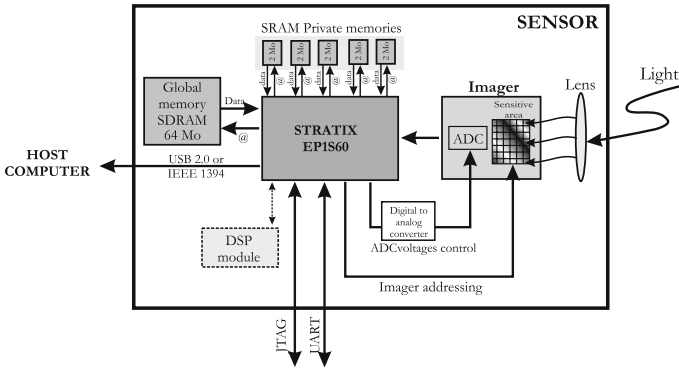 SENSOR
SRAM Private memories
2 Mo
2 Mo
2 Mo
2 Mo
2 Mo
data
@
data
@
data
@
data
@
data
@
Global
memory
SDRAM
64 Mo
Data
@
STRATIX
EP1S60
Imager
Sensitive
area
ADC
Lens
Light
HOST
COMPUTER
USB 2.0 or
IEEE 1394
DSP
module
Digital to
analog
converter
ADCvoltages control
Imager addressing
JTAG
UART